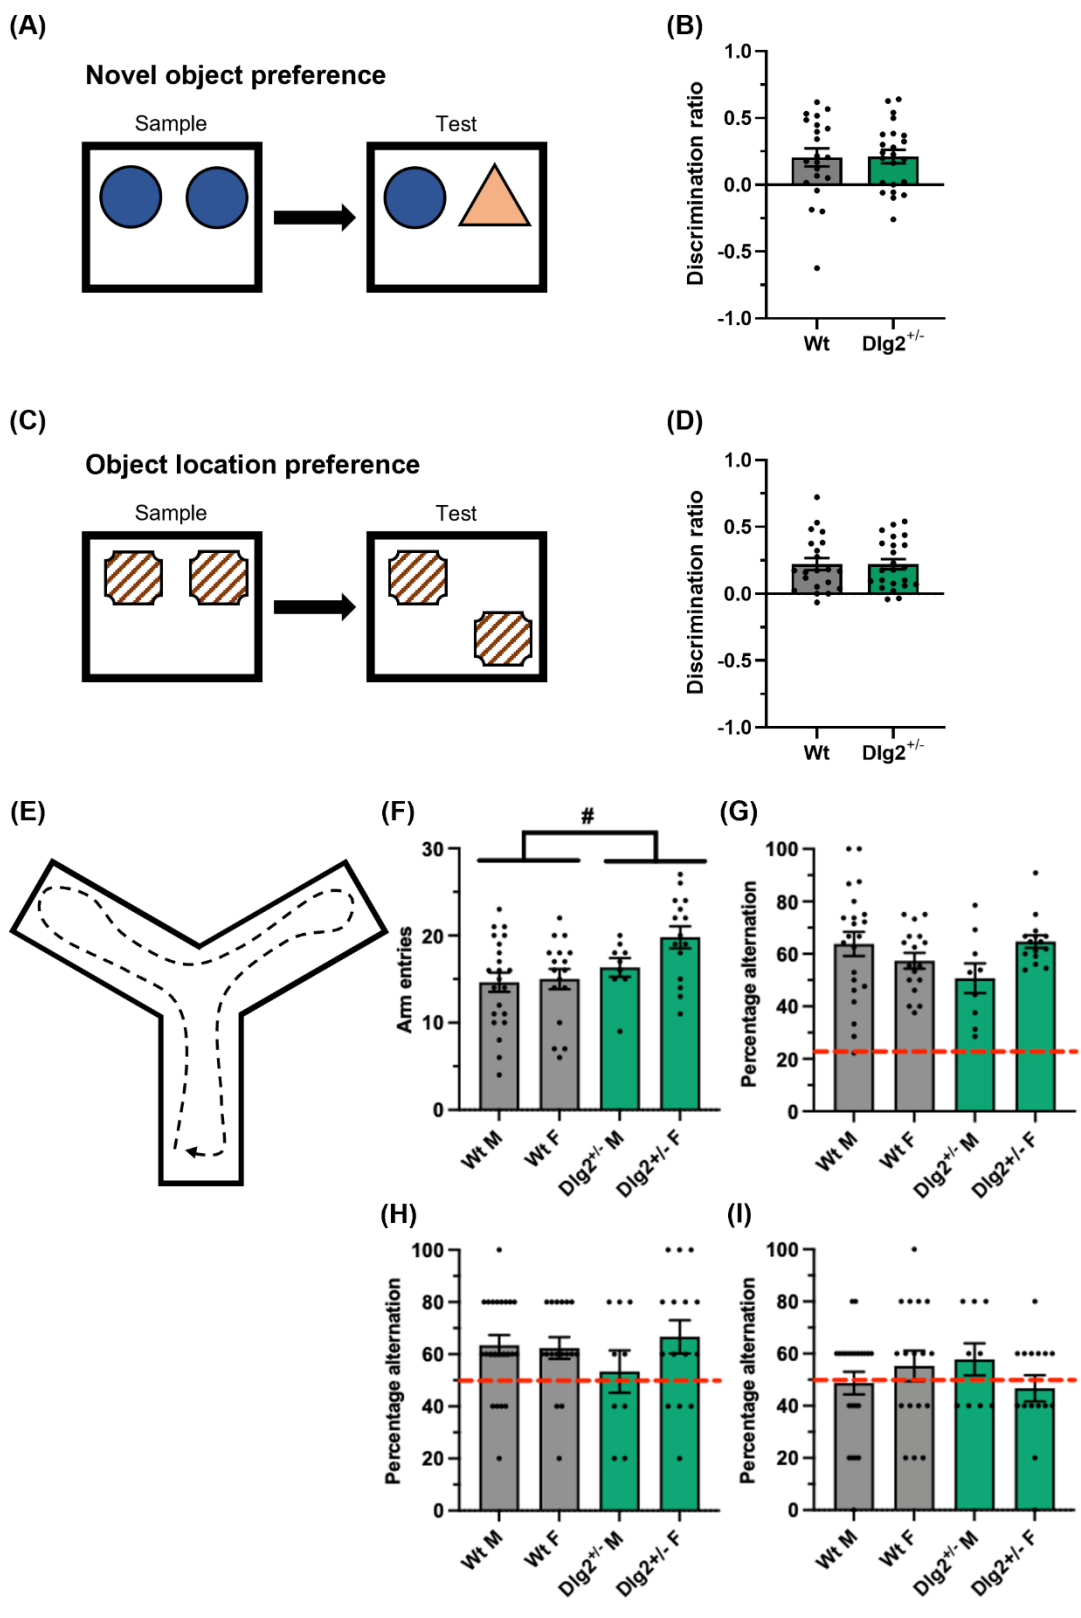 (A)
Novel object preference
Sample
Test
(B)
Discrimination ratio
1.0
0.5
0.0
-0.5
-1.0
Wt
Dlg2+/-
(C)
Object location preference
Sample
Test
(D)
Discrimination ratio
1.0
0.5
0.0
-0.5
-1.0
Wt
Dlg2+/-
(E)
(F)
#
Arm entries
30
20
10
0
Wt M
Wt F
Dlg2+/- M
Dlg2+/- F
(G)
Percentage alternation
100
80
60
40
20
0
Wt M
Wt F
Dlg2+/- M
Dlg2+/- F
(H)
Percentage alternation
100
80
60
40
20
0
Wt M
Wt F
Dlg2+/- M
Dlg2+/- F
(I)
Percentage alternation
100
80
60
40
20
0
Wt M
Wt F
Dlg2+/- M
Dlg2+/- F